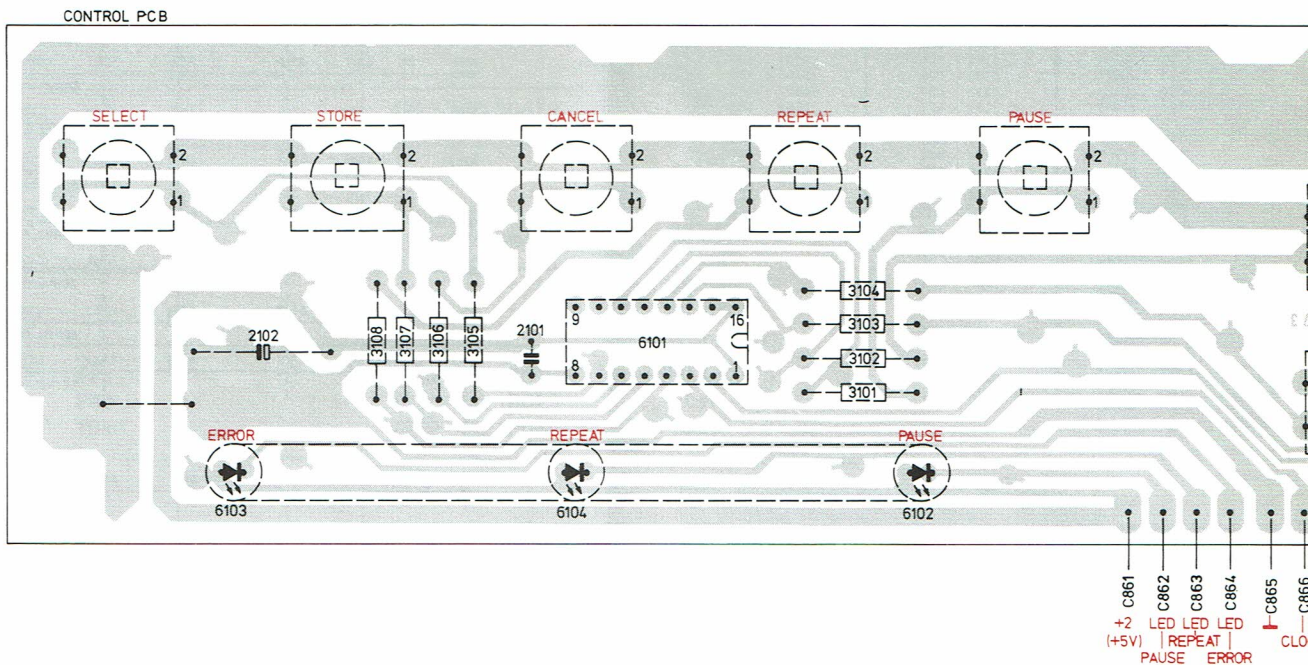 CONTROL PCB
SELECT STORE CANCEL REPEAT PAUSE
2 2 2 2 2
1 1 1 1 1
3104
9 16 3103
2102 3108 3107 3106 3105 2101 6101 3102
8 1 3101
ERROR REPEAT PAUSE
6103 6104 6102
C861 C862 C863 C864 C865 C866
+2 LED LED LED CLO
(+5V) REPEAT
PAUSE ERROR